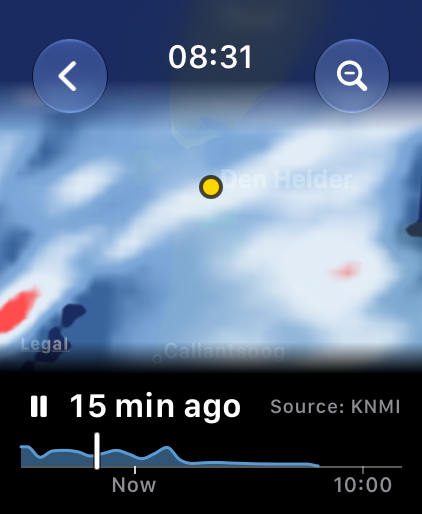 08:31
Den Helder
Legal
Callantsoog
15 min ago
Source: KNMI
Now
10:00